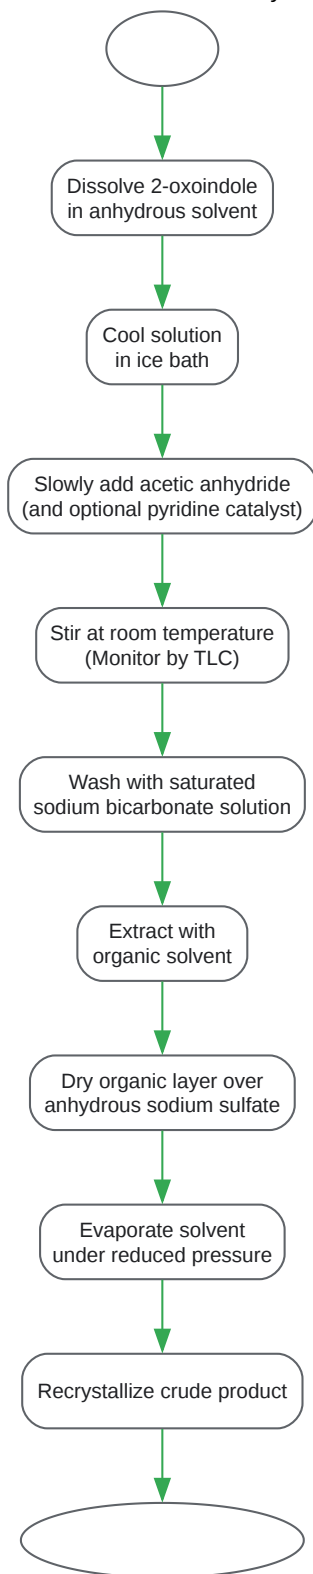 Dissolve 2-oxoindole
in anhydrous solvent
Cool solution
in ice bath
Slowly add acetic anhydride
(and optional pyridine catalyst)
Stir at room temperature
(Monitor by TLC)
Wash with saturated
sodium bicarbonate solution
Extract with
organic solvent
Dry organic layer over
anhydrous sodium sulfate
Evaporate solvent
under reduced pressure
Recrystallize crude product